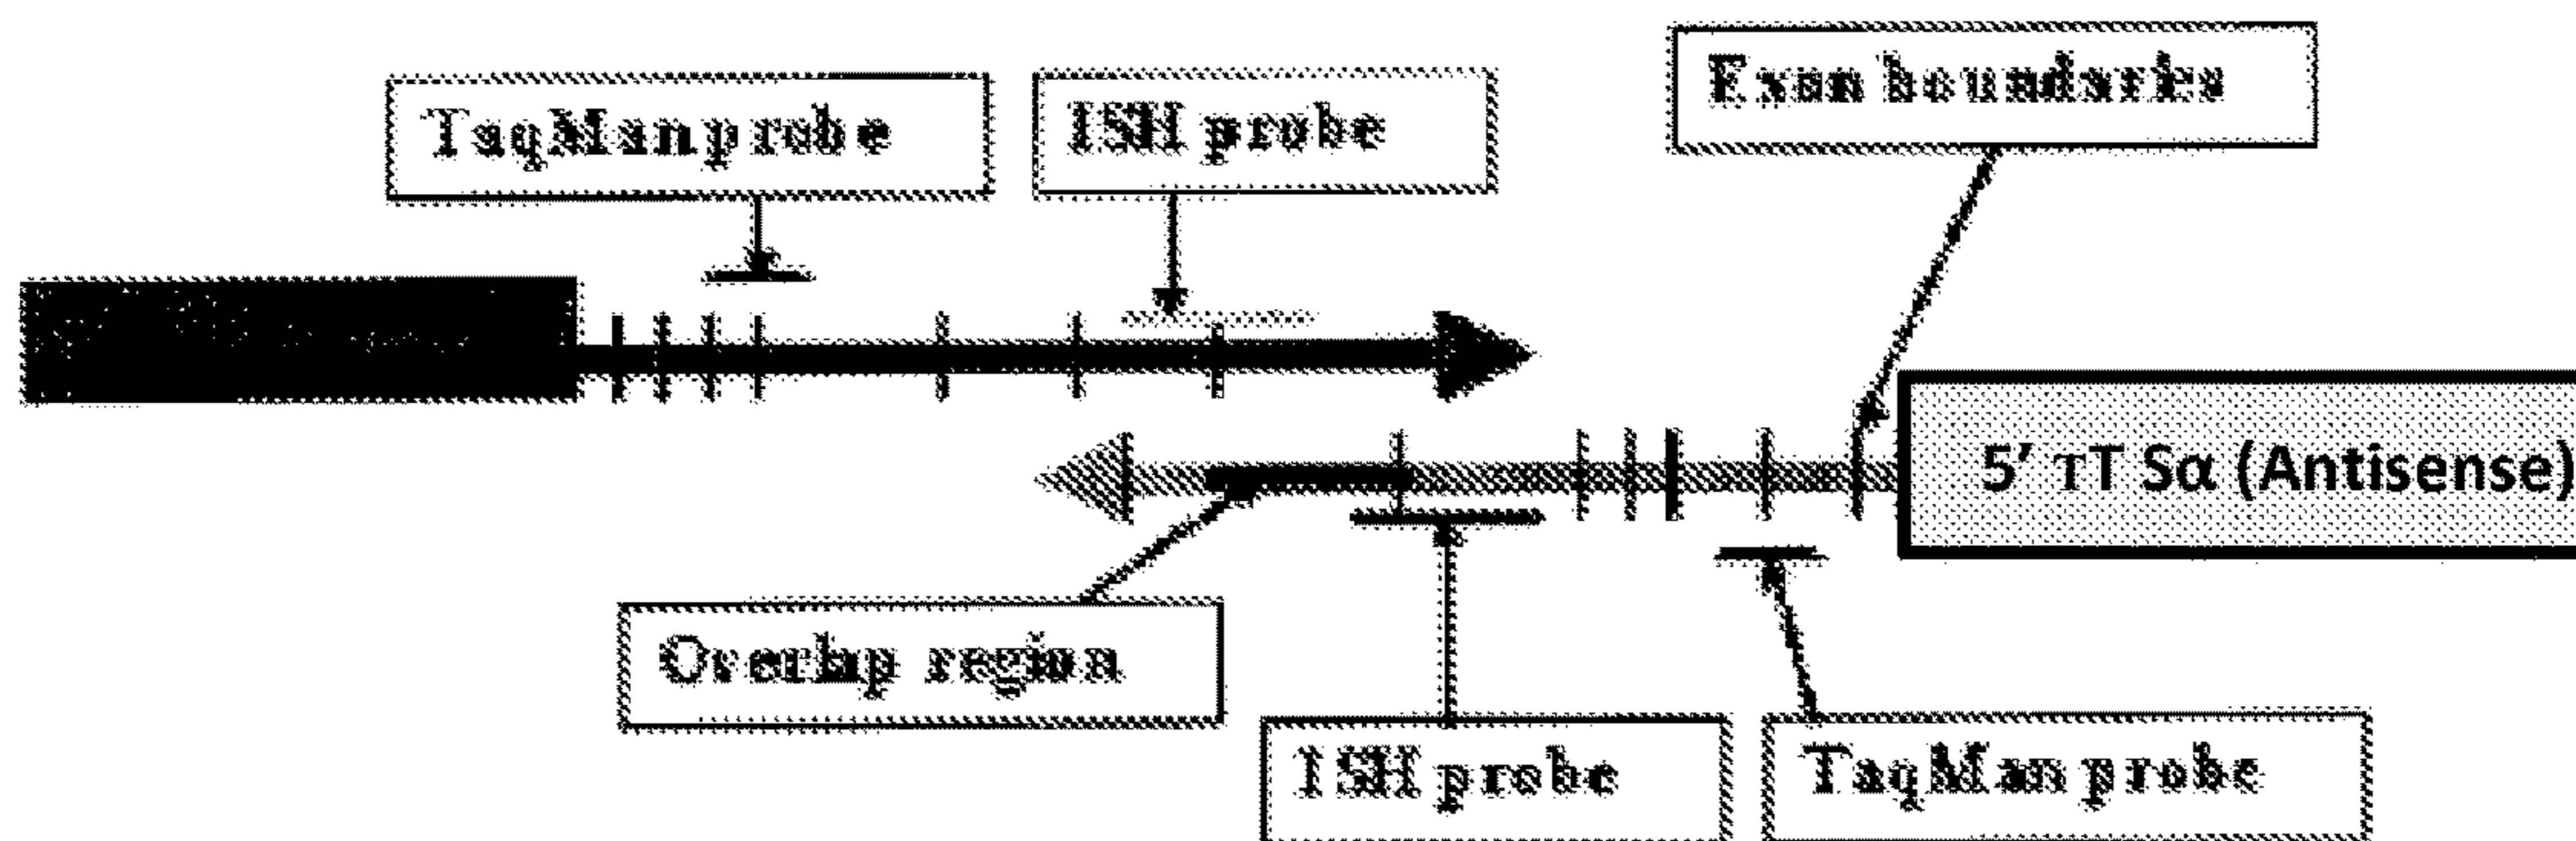 Exon boundaries
TaqMan probe
ISH probe
5' TT Sα (Antisense)
Overlap region
ISH probe
TaqMan probe